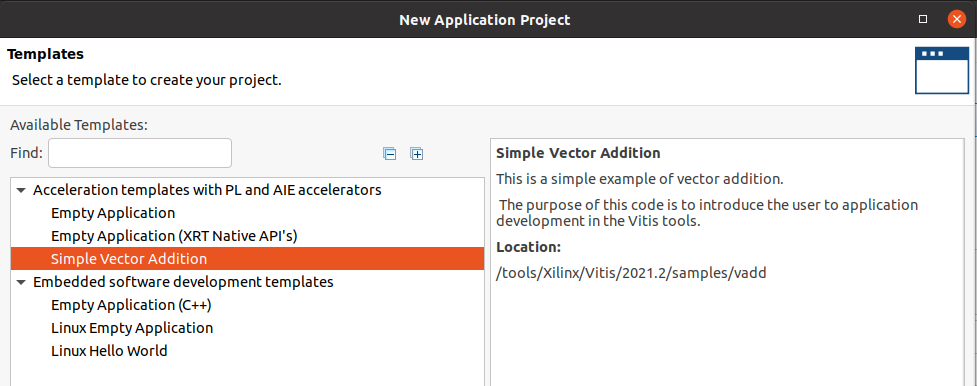 New Application Project
Templates
Select a template to create your project.
Available Templates:
Find:
Acceleration templates with PL and AIE accelerators
Empty Application
Empty Application (XRT Native API's)
Simple Vector Addition
Embedded software development templates
Empty Application (C++)
Linux Empty Application
Linux Hello World
Simple Vector Addition
This is a simple example of vector addition.
The purpose of this code is to introduce the user to application
development in the Vitis tools.
Location:
/tools/Xilinx/Vitis/2021.2/samples/vadd